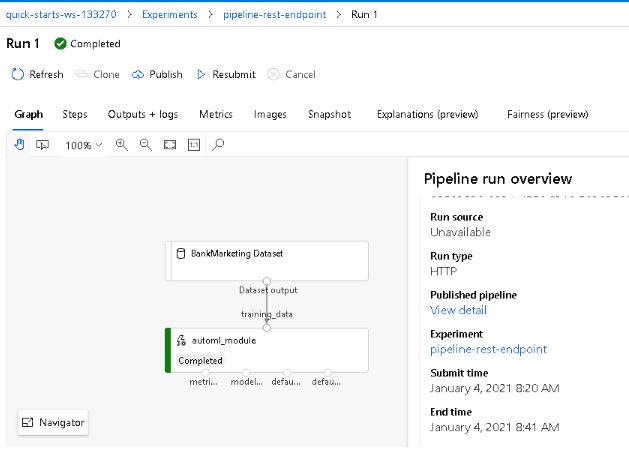 quick-starts-ws-133270 > Experiments > pipeline-rest-endpoint > Run 1
Run 1 Completed
Refresh Clone Publish Resubmit Cancel
Graph Steps Outputs + logs Metrics Images Snapshot Explanations (preview) Fairness (preview)
100% 1:1
Pipeline run overview
Run source
Unavailable
Run type
HTTP
Published pipeline
View detail
Experiment
pipeline-rest-endpoint
Submit time
January 4, 2021 8:20 AM
End time
January 4, 2021 8:41 AM
BankMarketing Dataset
Dataset output
training_data
automl_module
Completed
metri... model... defau... defau...
Navigator